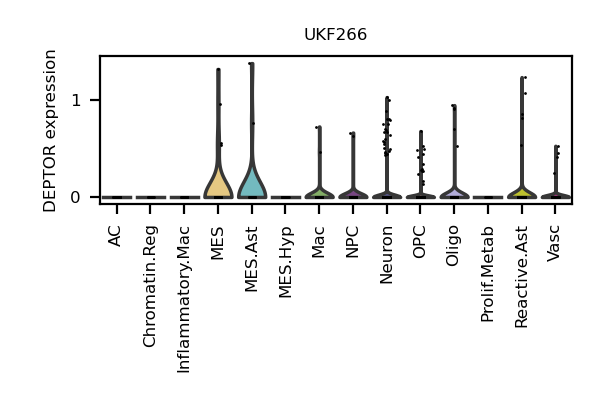 UKF266
DEPTOR expression
1
0
AC
Chromatin.Reg
Inflammatory.Mac
MES
MES.Ast
MES.Hyp
Mac
NPC
Neuron
OPC
Oligo
Prolif.Metab
Reactive.Ast
Vasc